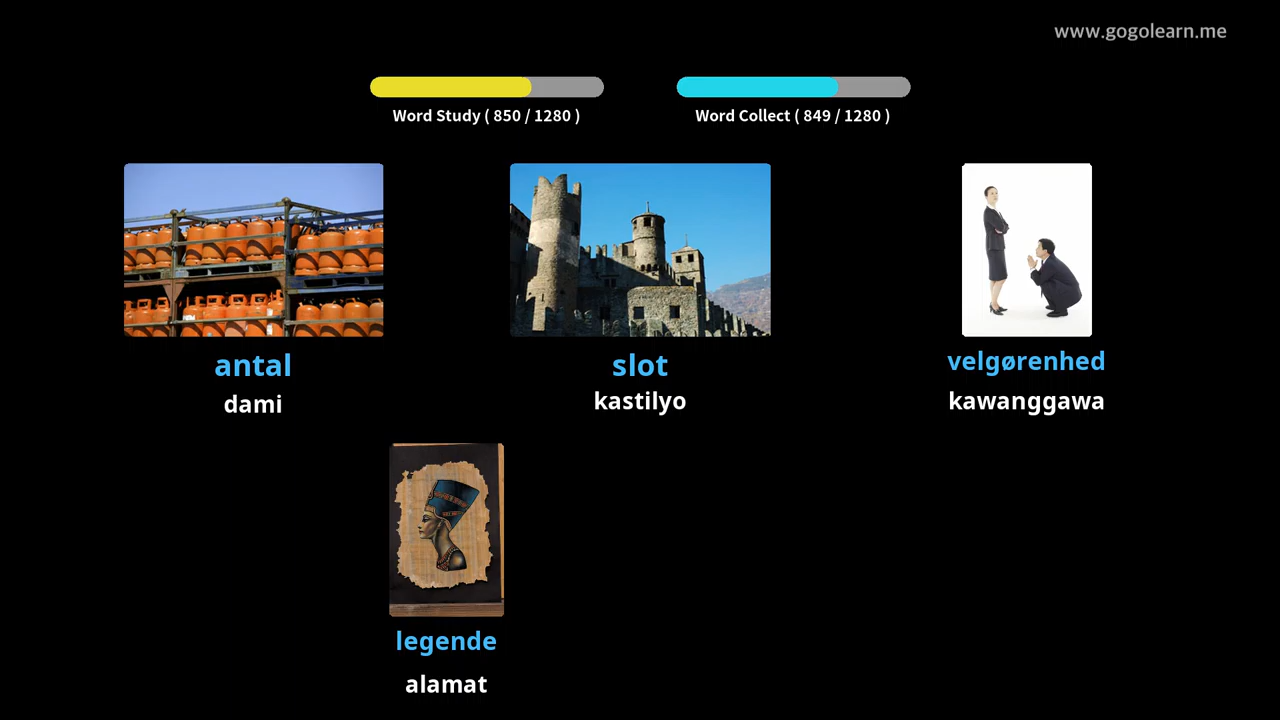 www.gogolearn.me
Word Study ( 850 / 1280 )
Word Collect ( 849 / 1280 )
antal
dami
slot
kastilyo
velgørenhed
kawanggawa
legende
alamat